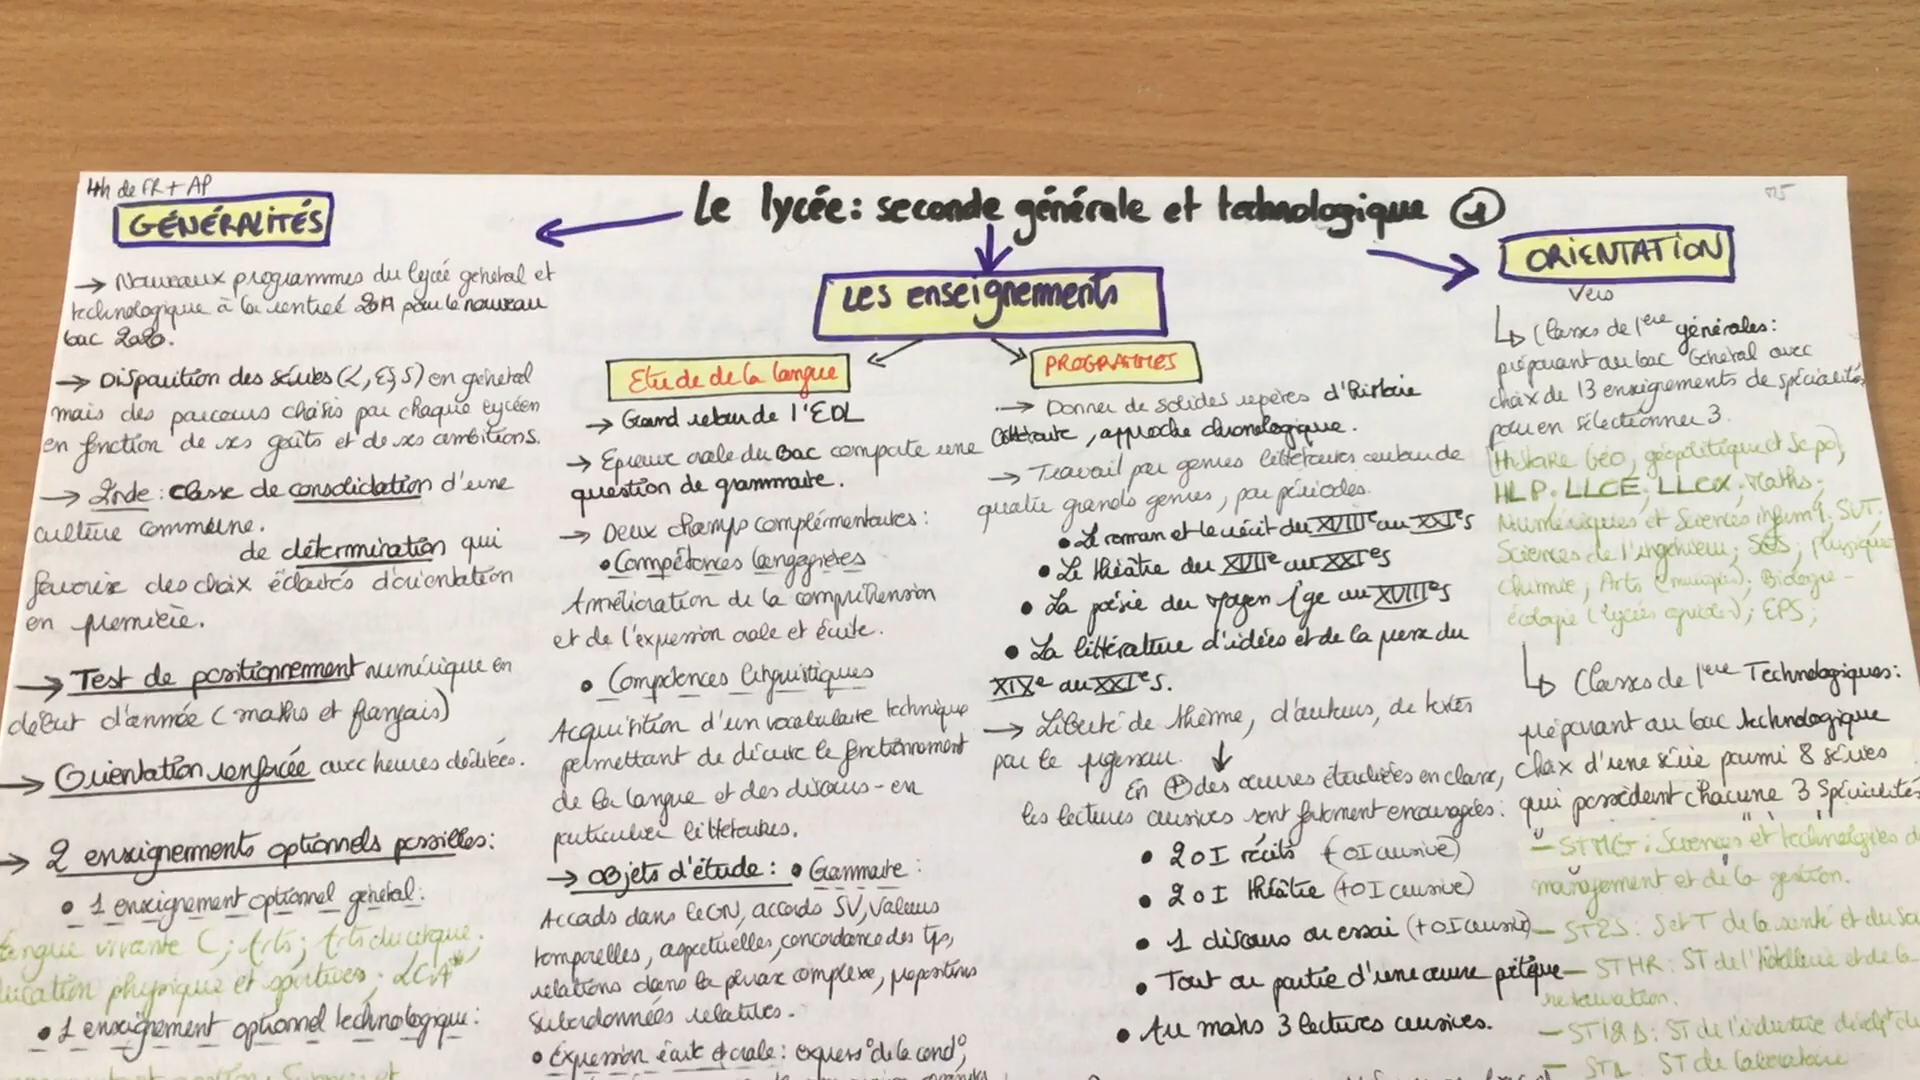 4h de FR + AP
Le lycée : seconde générale et technologique 1
GÉNÉRALITÉS
→ Nouveaux programmes du lycée général et
technologique à la rentrée 2019 pour le nouveau
bac 2020.
→ Disparition des séries (L, ES, S) en général
mais des parcours choisis par chaque lycéen
en fonction de ses goûts et de ses ambitions.
→ 2nde : classe de consolidation d'une
culture commune.
de détermination qui
favorise des choix éclairés d'orientation
en première.
→ Test de positionnement numérique en
début d'année (maths et français)
→ Orientation renforcée avec heures dédiées.
→ 2 enseignements optionnels possibles :
• 1 enseignement optionnel général :
langue vivante C ; Arts ; Arts du cirque ;
physique et sportives ; LCA*
• 1 enseignement optionnel technologique :
Les enseignements
Etude de la langue
→ Grand retour de l'EDL
→ Epreuve orale du Bac comporte une
question de grammaire.
→ Deux champs complémentaires :
• Compétences langagières
Amélioration de la compréhension
et de l'expression orale et écrite.
• Compétences linguistiques
Acquisition d'un vocabulaire technique
permettant de décrire le fonctionnement
de la langue et des discours - en
particulier littéraires.
→ Objets d'étude : • Grammaire :
Accords dans le GN, accords SV, valeurs
temporelles, aspectuelles, concordance des tps,
relations dans la phrase complexe, propositions
subordonnées relatives.
• Expression écrite et orale : express° de la cond°,
PROGRAMMES
→ Donner de solides repères d'histoire
littéraire, approche chronologique.
→ Travail par genres littéraires autour de
quatre grands genres, par périodes.
• Le roman et le récit du XVIIIe au XXIes
• Le théâtre du XVIIe au XXIes
• La poésie du Moyen Âge au XVIIIes
• La littérature d'idées et de la presse du
XIXe au XXIes.
→ Liberté de thème, d'auteurs, de textes
par le professeur. ↓
En + des œuvres étudiées en classe,
les lectures cursives sont fortement encouragées :
• 2 OI récits (+ OI cursive)
• 2 OI théâtre (+ OI cursive)
• 1 discours ou essai (+ OI cursive)
• Tout ou partie d'une œuvre poétique
• Au moins 3 lectures cursives.
ORIENTATION
Vers
↳ Classes de 1ère générales :
préparant au bac Général avec
choix de 13 enseignements de spécialités
pour en sélectionner 3.
Histoire Géo, géopolitique et Sc po ;
HLP ; LLCE ; LLCA ; Maths ;
Numériques et Sciences inform° ; SVT ;
Sciences de l'ingénieur ; SES ; physique
chimie ; Arts (musique) ; Biologie -
écologie (lycées agricoles) ; EPS ;
↳ Classes de 1ère Technologiques :
préparant au bac technologique
choix d'une série parmi 8 séries
qui possèdent chacune 3 Spécialités
- STMG : Sciences et technologies du
management et de la gestion.
- ST2S : S et T de la santé et du
- STHR : ST de l'hôtellerie et de la
restauration.
- STI2D : ST de l'industrie dévlpt du
- STL : ST de laboratoire